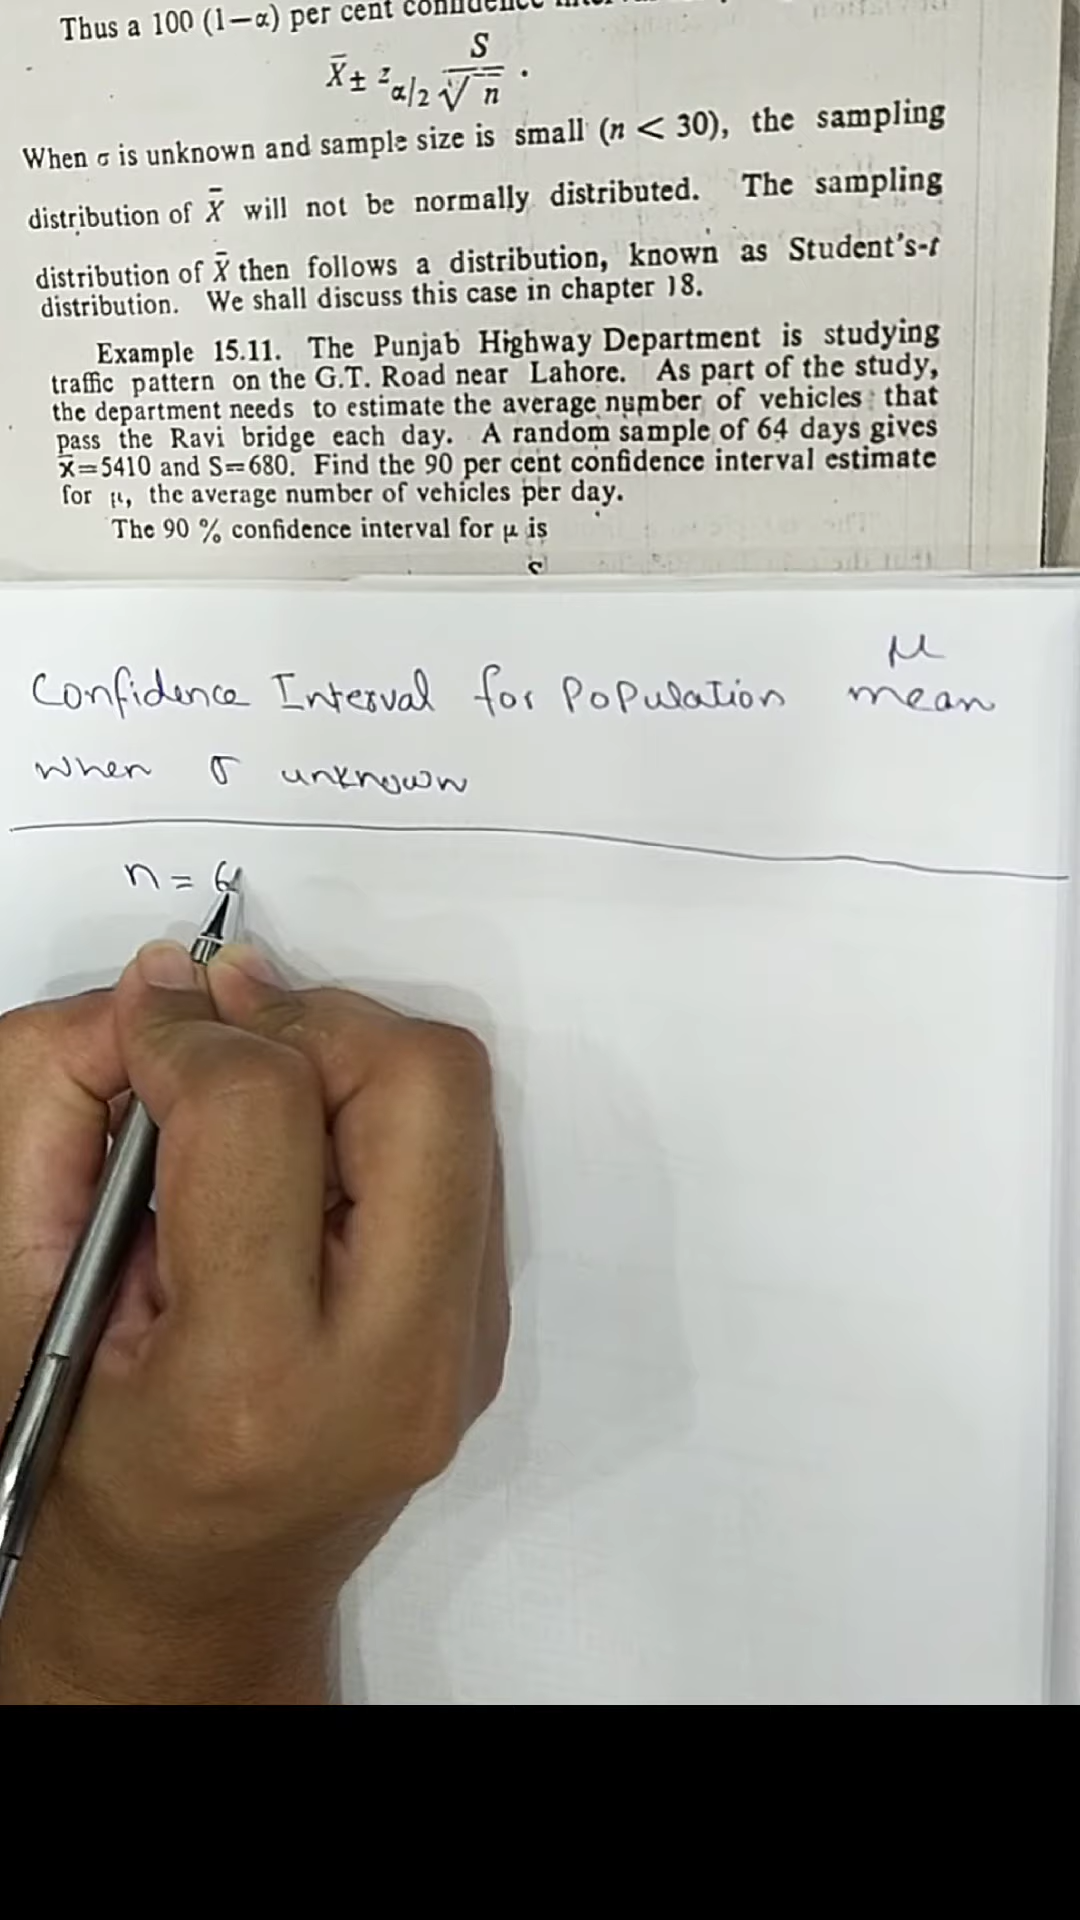 Thus a 100 (1—α) per cent confidence
X̄ ± z α/2 S/√n .
When σ is unknown and sample size is small (n < 30), the sampling
distribution of X̄ will not be normally distributed. The sampling
distribution of X̄ then follows a distribution, known as Student's-t
distribution. We shall discuss this case in chapter 18.
Example 15.11. The Punjab Highway Department is studying
traffic pattern on the G.T. Road near Lahore. As part of the study,
the department needs to estimate the average number of vehicles that
pass the Ravi bridge each day. A random sample of 64 days gives
x̄=5410 and S=680. Find the 90 per cent confidence interval estimate
for μ, the average number of vehicles per day.
The 90 % confidence interval for μ is
μ
Confidence Interval for Population mean
when σ unknown
n = 64